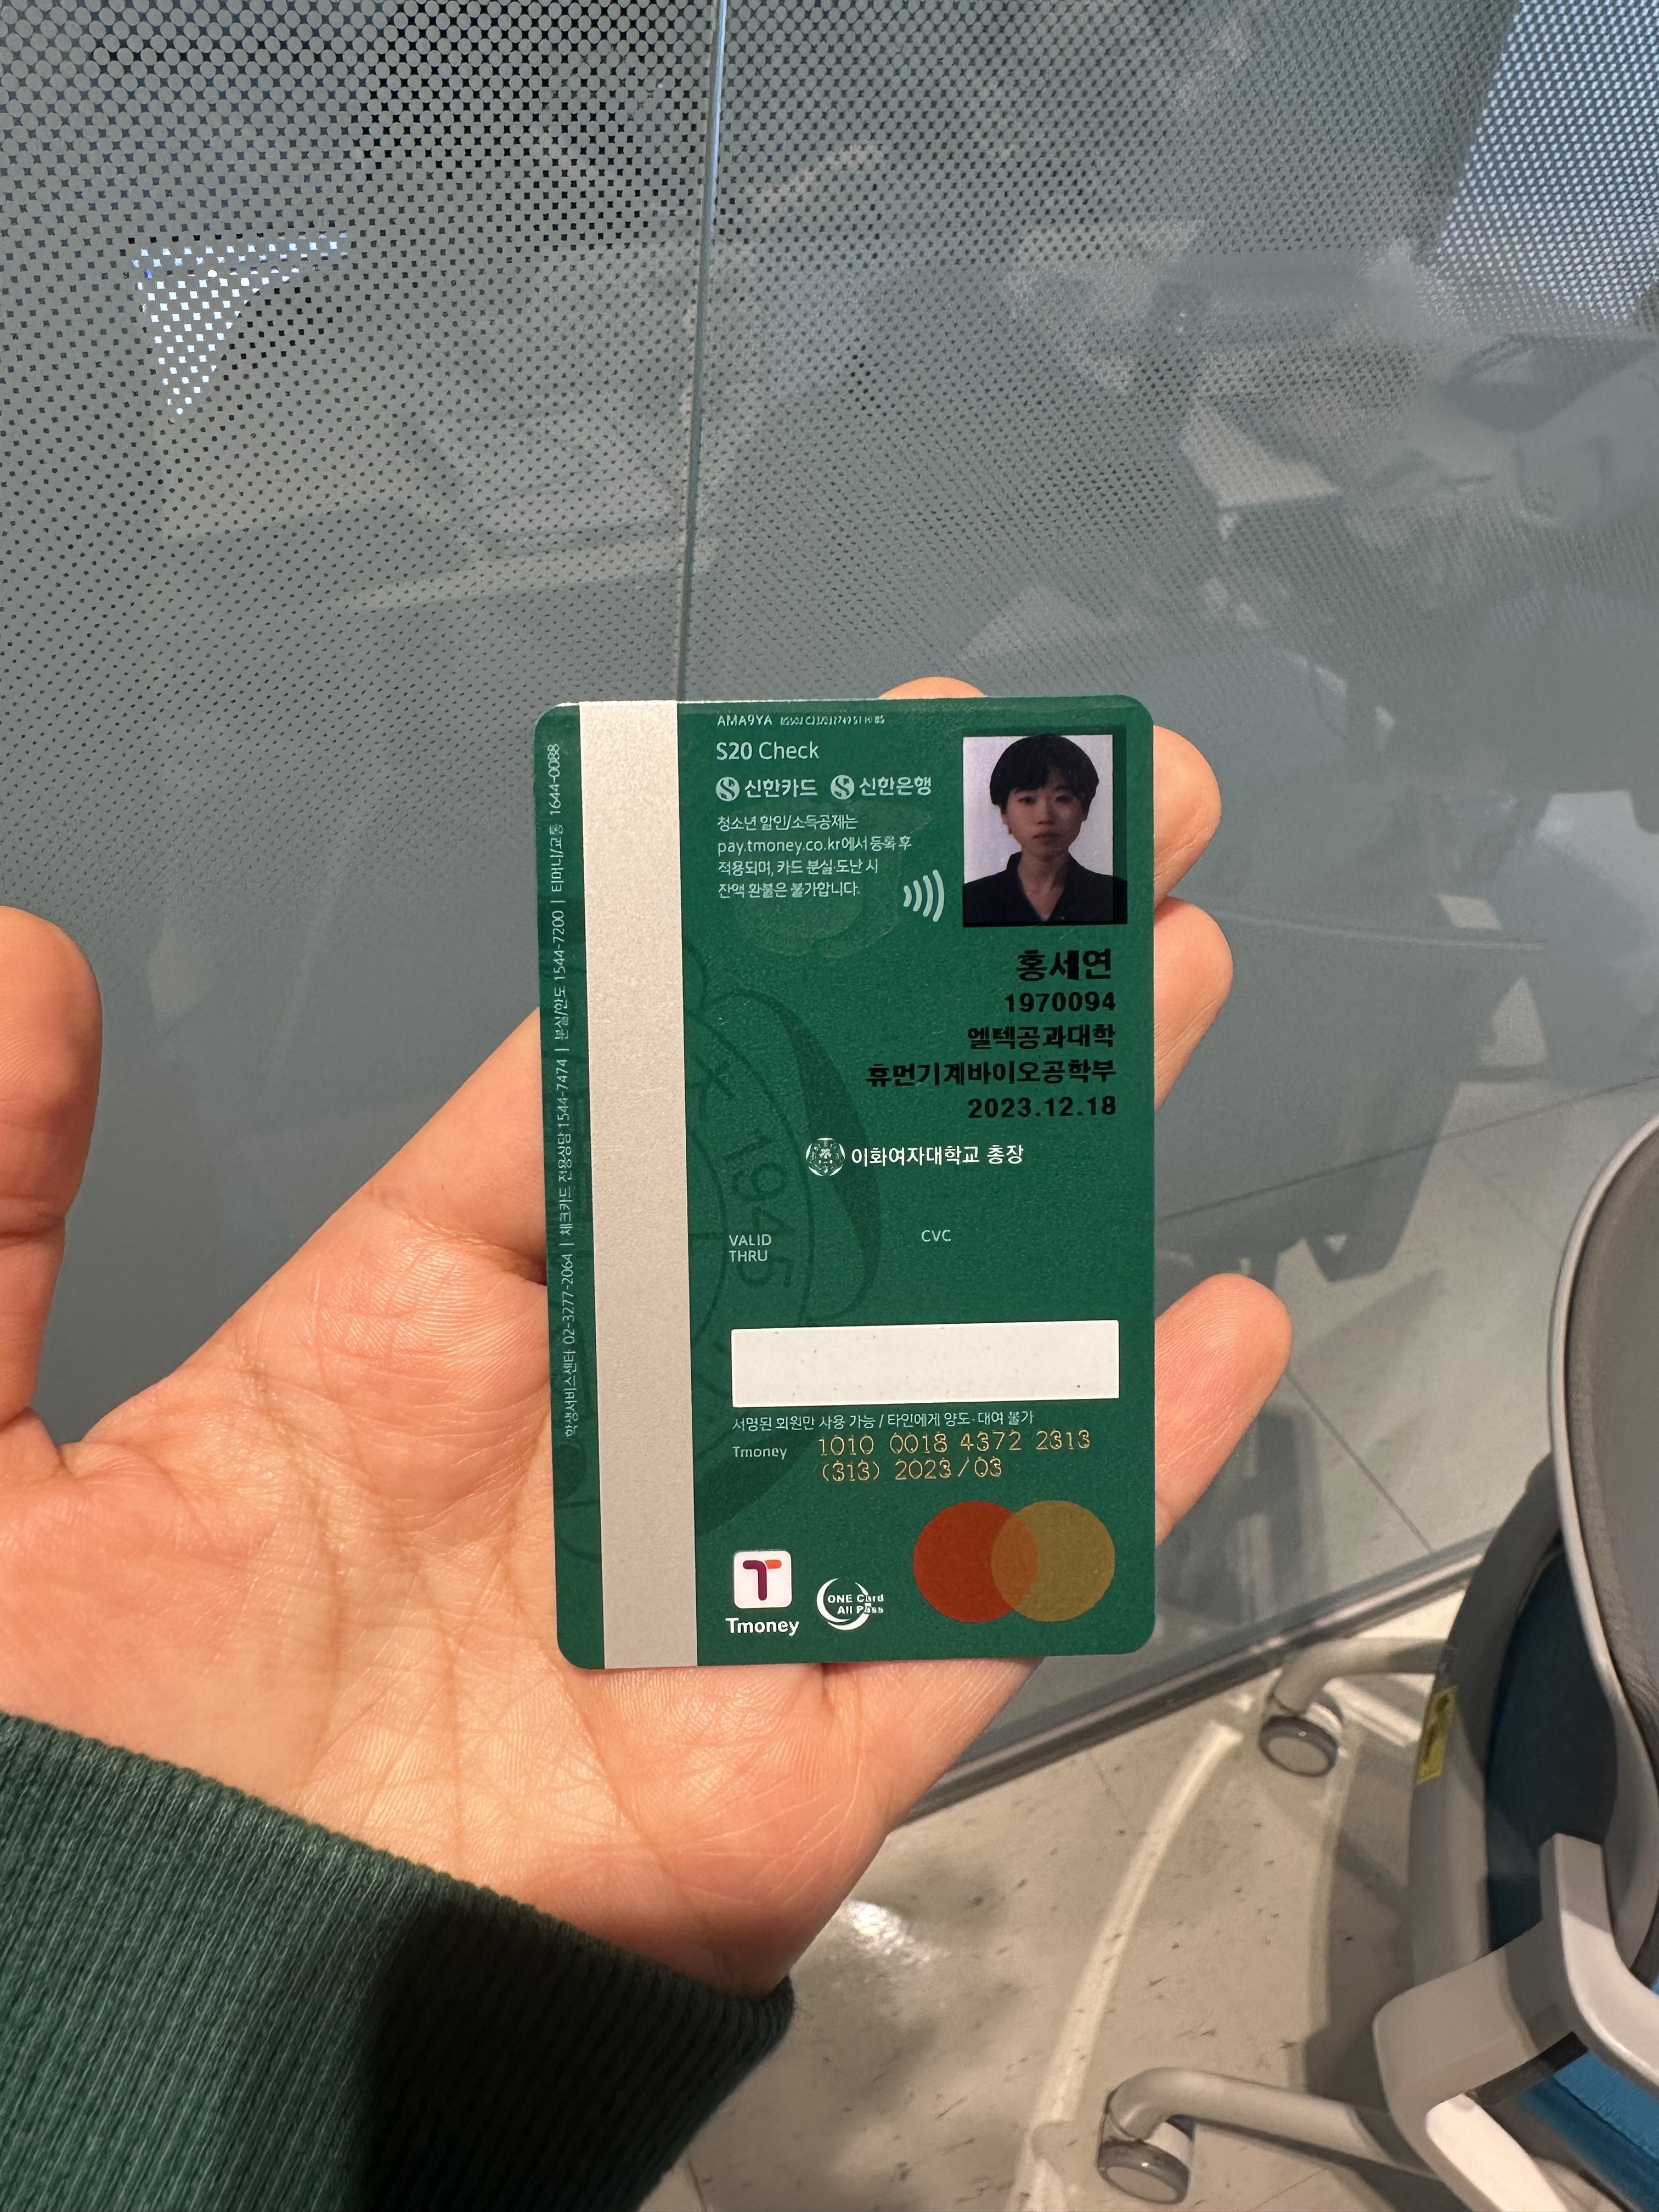 AMA9YA
S20 Check
신한카드 신한은행
청소년 할인/소득공제는
pay.tmoney.co.kr에서 등록 후
적용되며, 카드 분실·도난 시
잔액 환불은 불가합니다.
홍세연
1970094
엘텍공과대학
휴먼기계바이오공학부
2023.12.18
이화여자대학교 총장
1945
VALID
THRU
CVC
서명된 회원만 사용 가능 / 타인에게 양도·대여 불가
Tmoney 1010 0018 4372 2313
(313) 2023/03
Tmoney
ONE Card
All Pass
학생서비스센터 02-3277-2064 | 체크카드 전용상담 1544-7474 | 분실/한도 1544-7200 | 티머니/교통 1644-0088